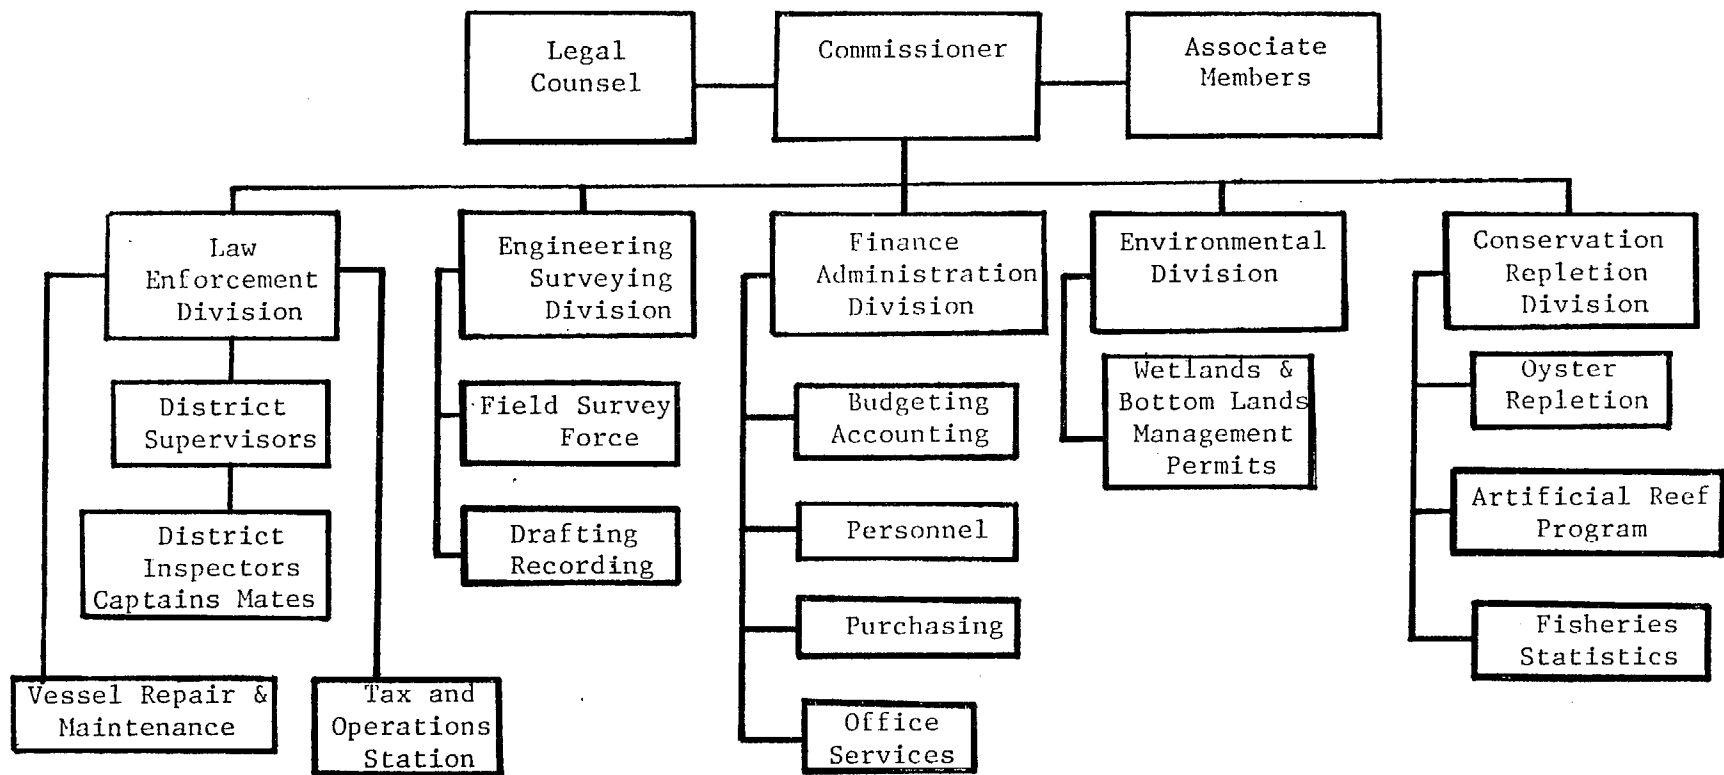 Legal
Counsel
Commissioner
Associate
Members
Law
Enforcement
Division
Engineering
Surveying
Division
Finance
Administration
Division
Environmental
Division
Conservation
Repletion
Division
District
Supervisors
District
Inspectors
Captains Mates
Vessel Repair &
Maintenance
Tax and
Operations
Station
Field Survey
Force
Drafting
Recording
Budgeting
Accounting
Personnel
Purchasing
Office
Services
Wetlands &
Bottom Lands
Management
Permits
Oyster
Repletion
Artificial Reef
Program
Fisheries
Statistics